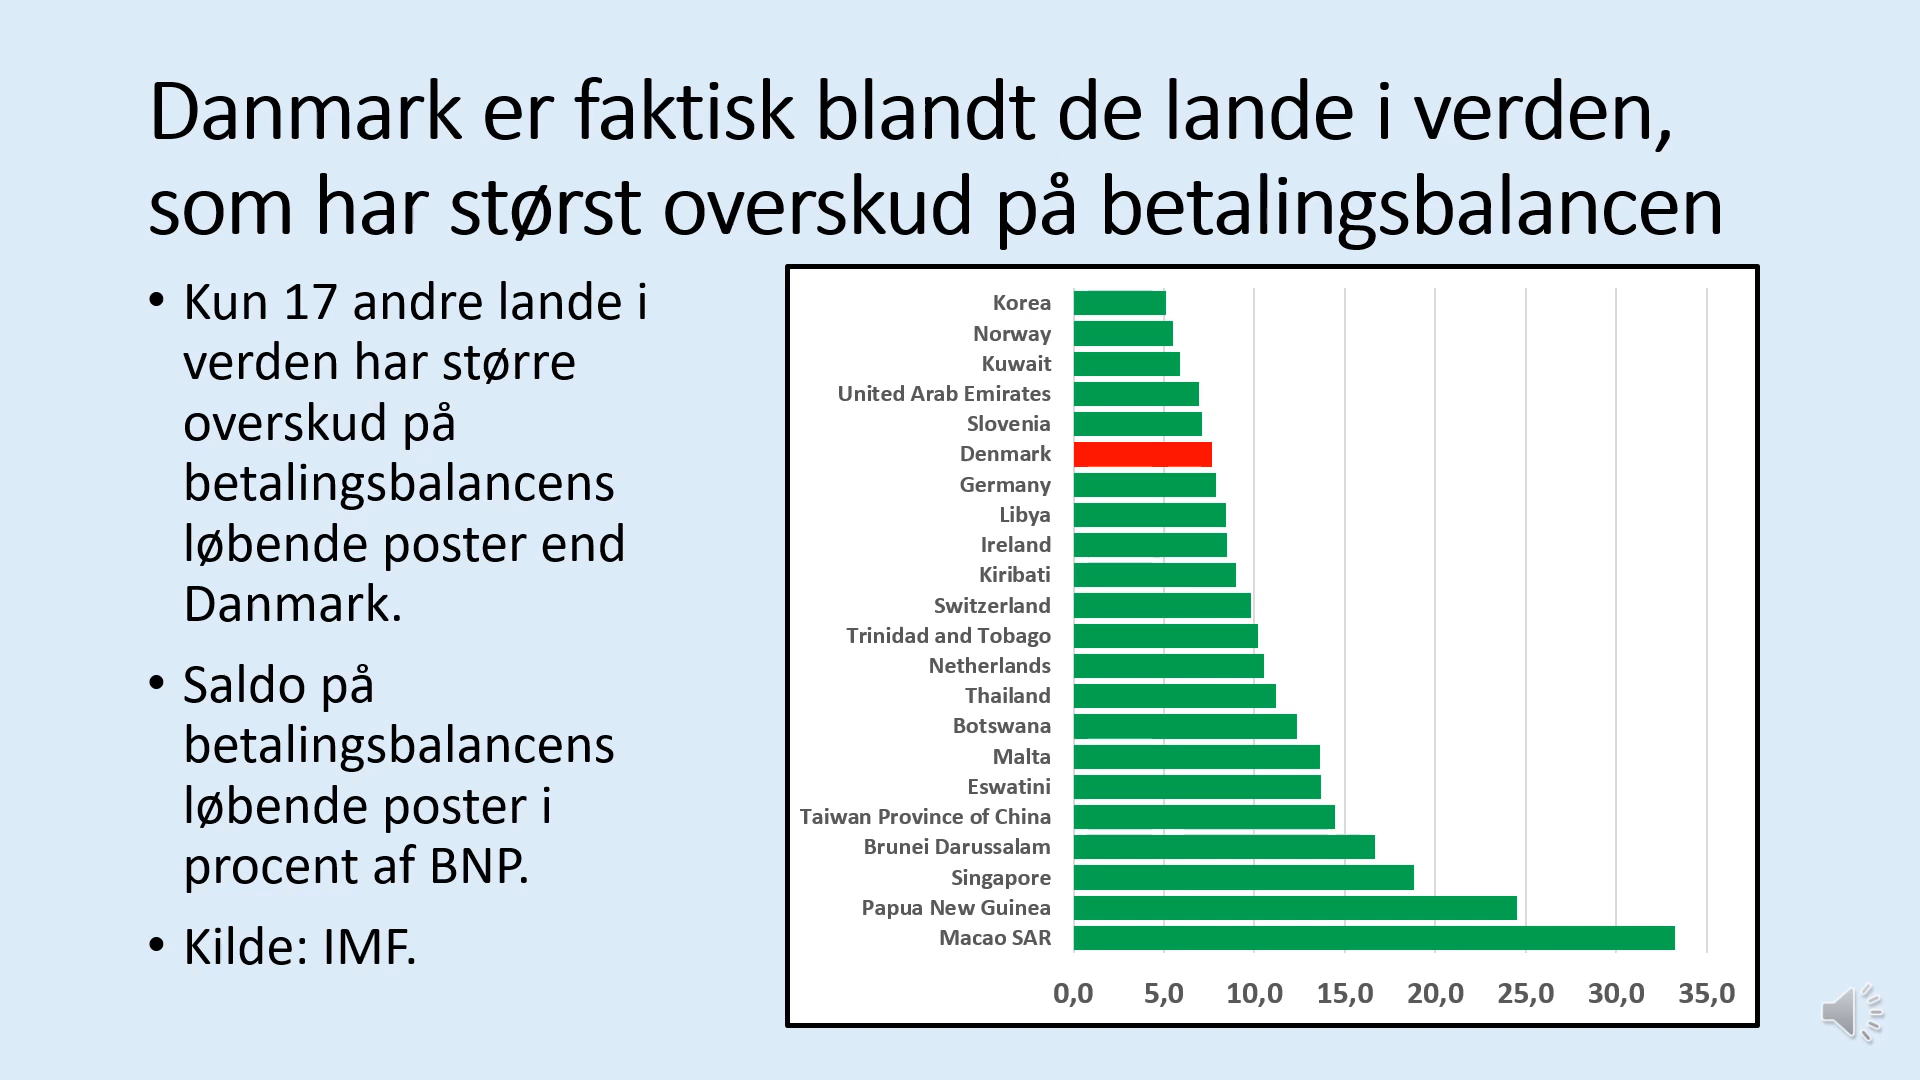 Danmark er faktisk blandt de lande i verden,
som har størst overskud på betalingsbalancen
• Kun 17 andre lande i
verden har større
overskud på
betalingsbalancens
løbende poster end
Danmark.
• Saldo på
betalingsbalancens
løbende poster i
procent af BNP.
• Kilde: IMF.
Korea
Norway
Kuwait
United Arab Emirates
Slovenia
Denmark
Germany
Libya
Ireland
Kiribati
Switzerland
Trinidad and Tobago
Netherlands
Thailand
Botswana
Malta
Eswatini
Taiwan Province of China
Brunei Darussalam
Singapore
Papua New Guinea
Macao SAR
0,0 5,0 10,0 15,0 20,0 25,0 30,0 35,0